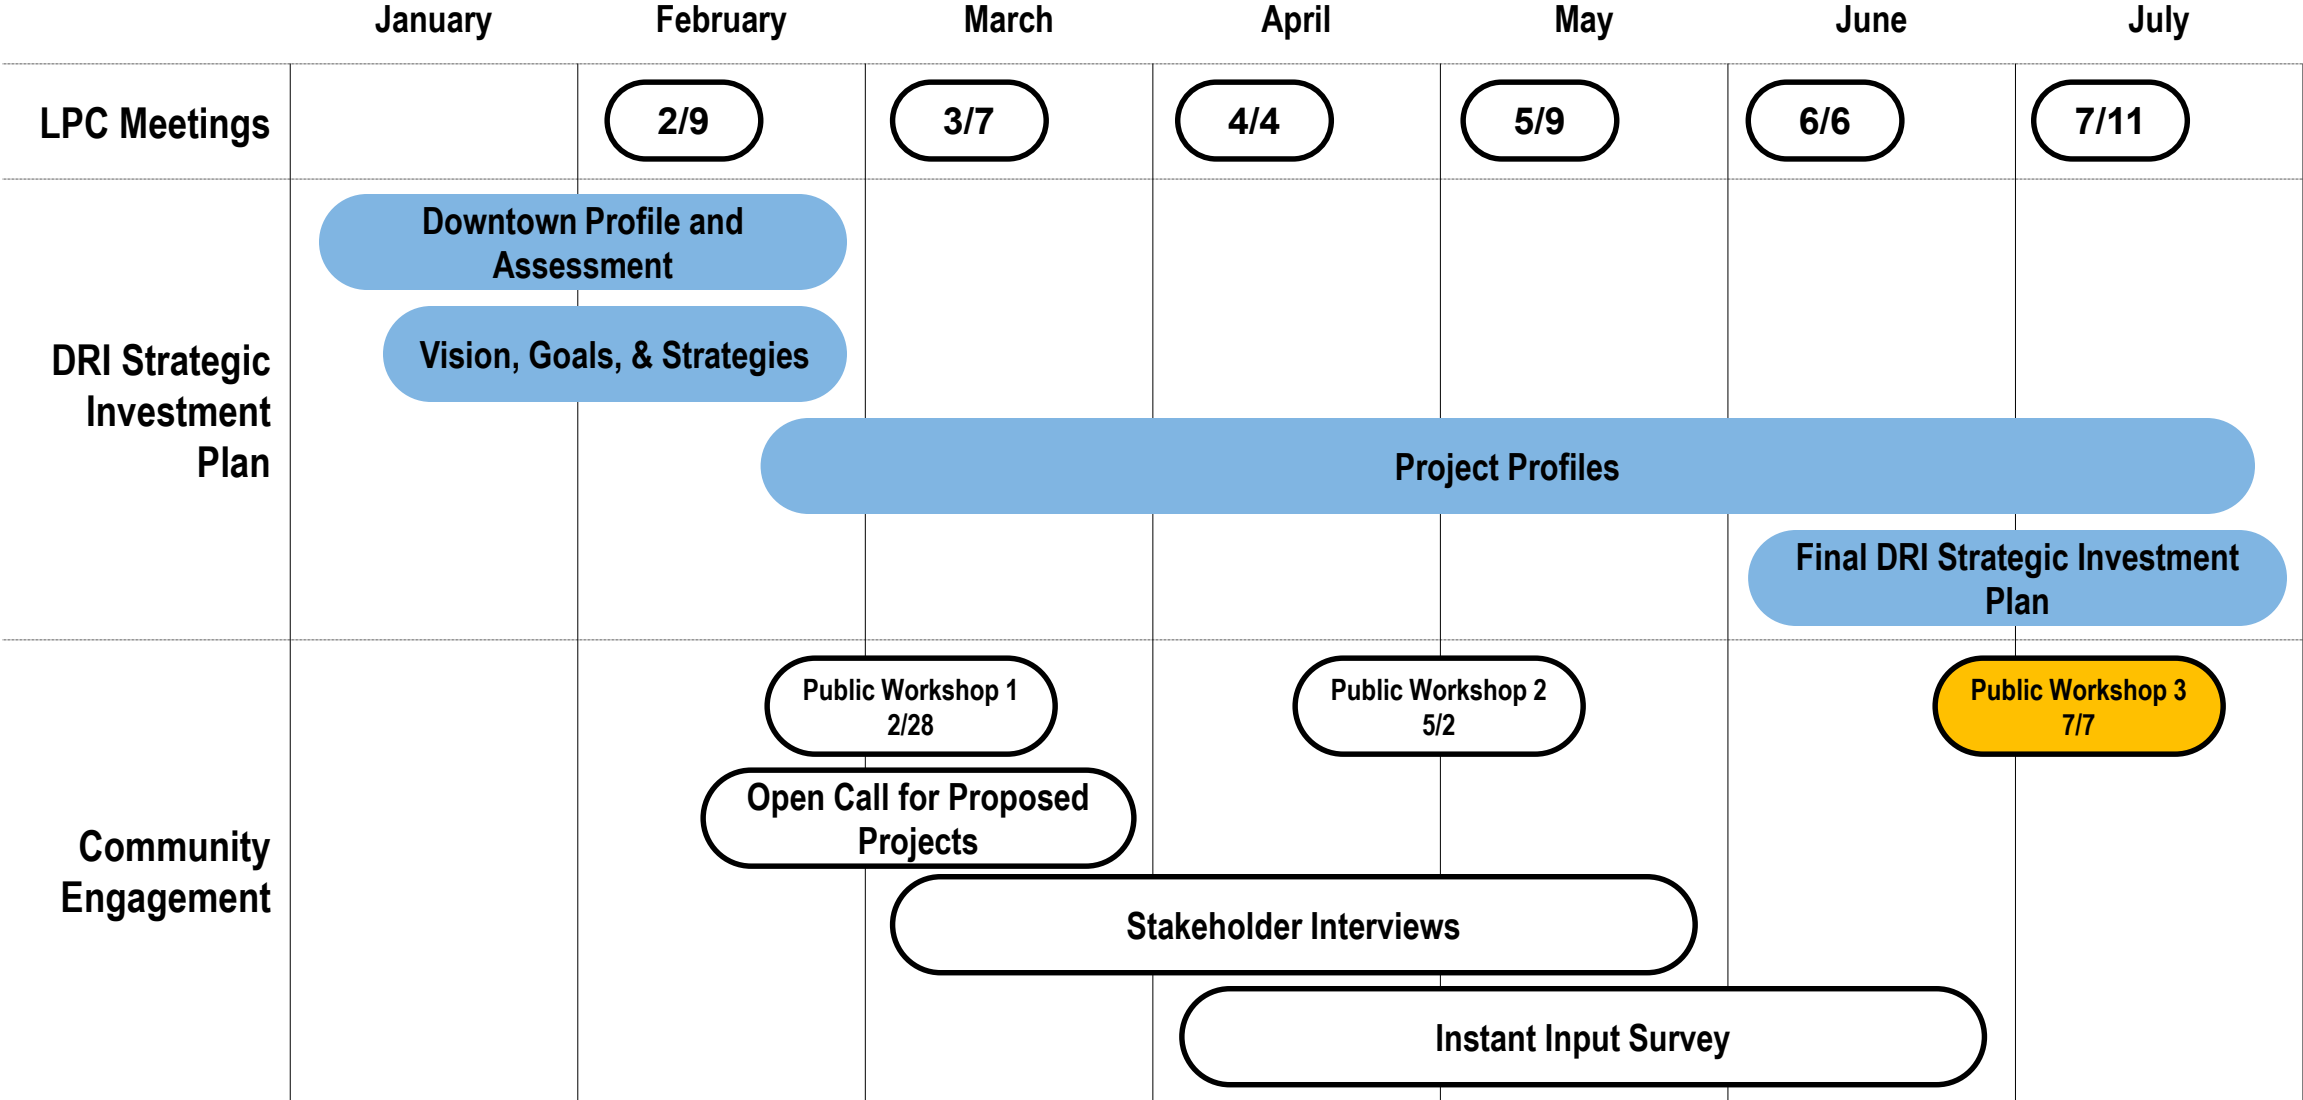 January February March April May June July
LPC Meetings 2/9 3/7 4/4 5/9 6/6 7/11
DRI Strategic
Investment
Plan
Downtown Profile and
Assessment
Vision, Goals, & Strategies
Project Profiles
Final DRI Strategic Investment
Plan
Community
Engagement
Public Workshop 1
2/28
Public Workshop 2
5/2
Public Workshop 3
7/7
Open Call for Proposed
Projects
Stakeholder Interviews
Instant Input Survey